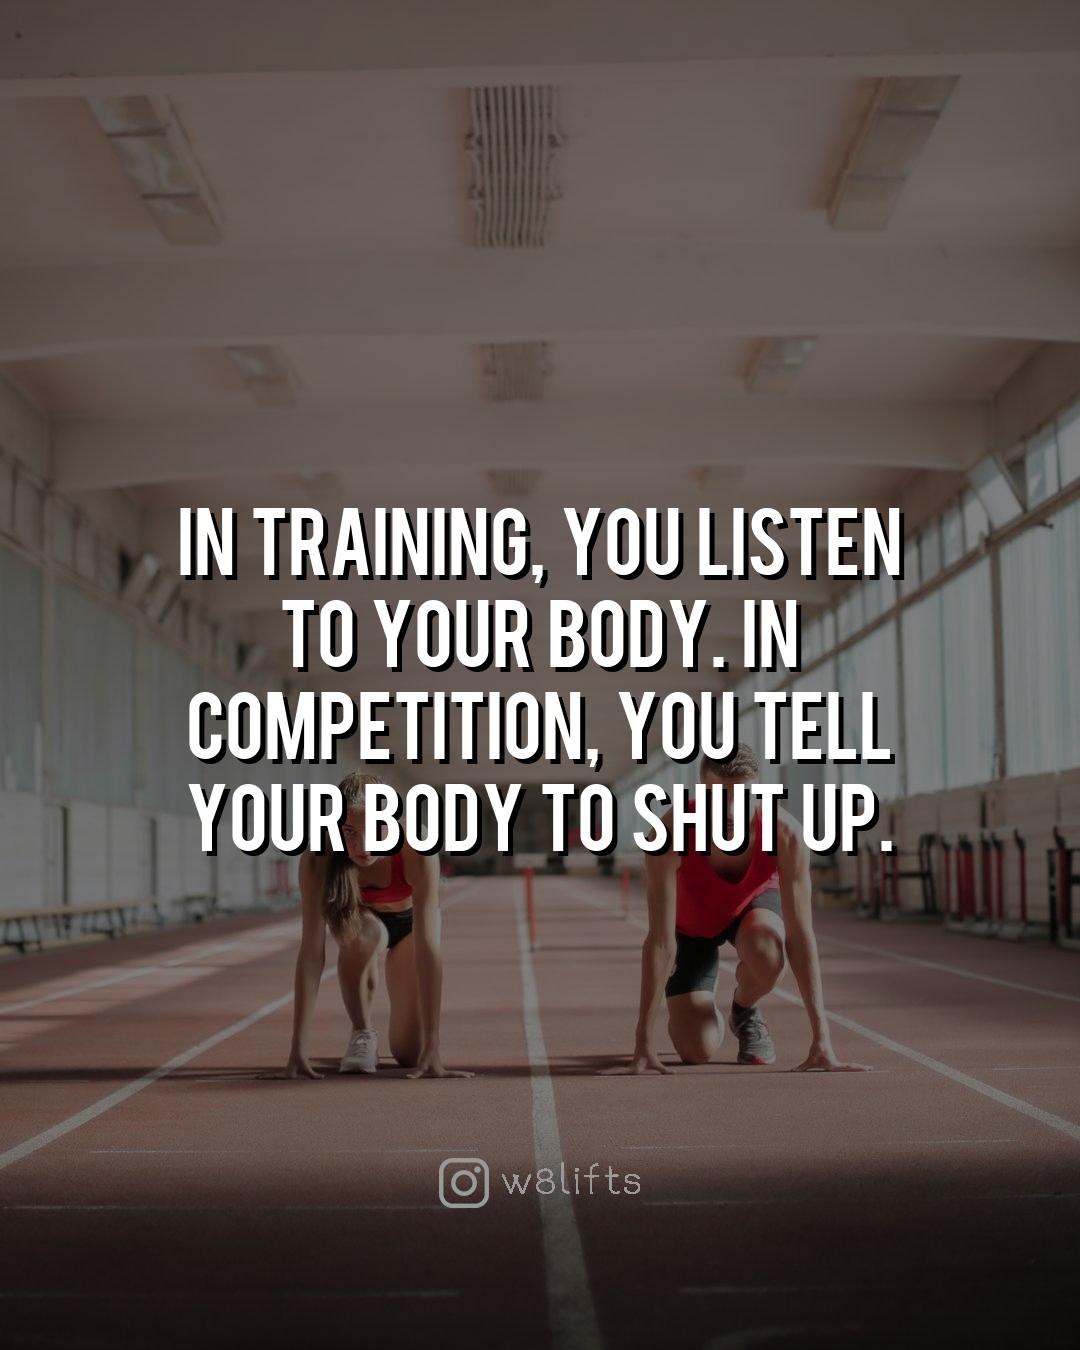 IN TRAINING, YOU LISTEN
TO YOUR BODY. IN
COMPETITION, YOU TELL
YOUR BODY TO SHUT UP.
w8lifts